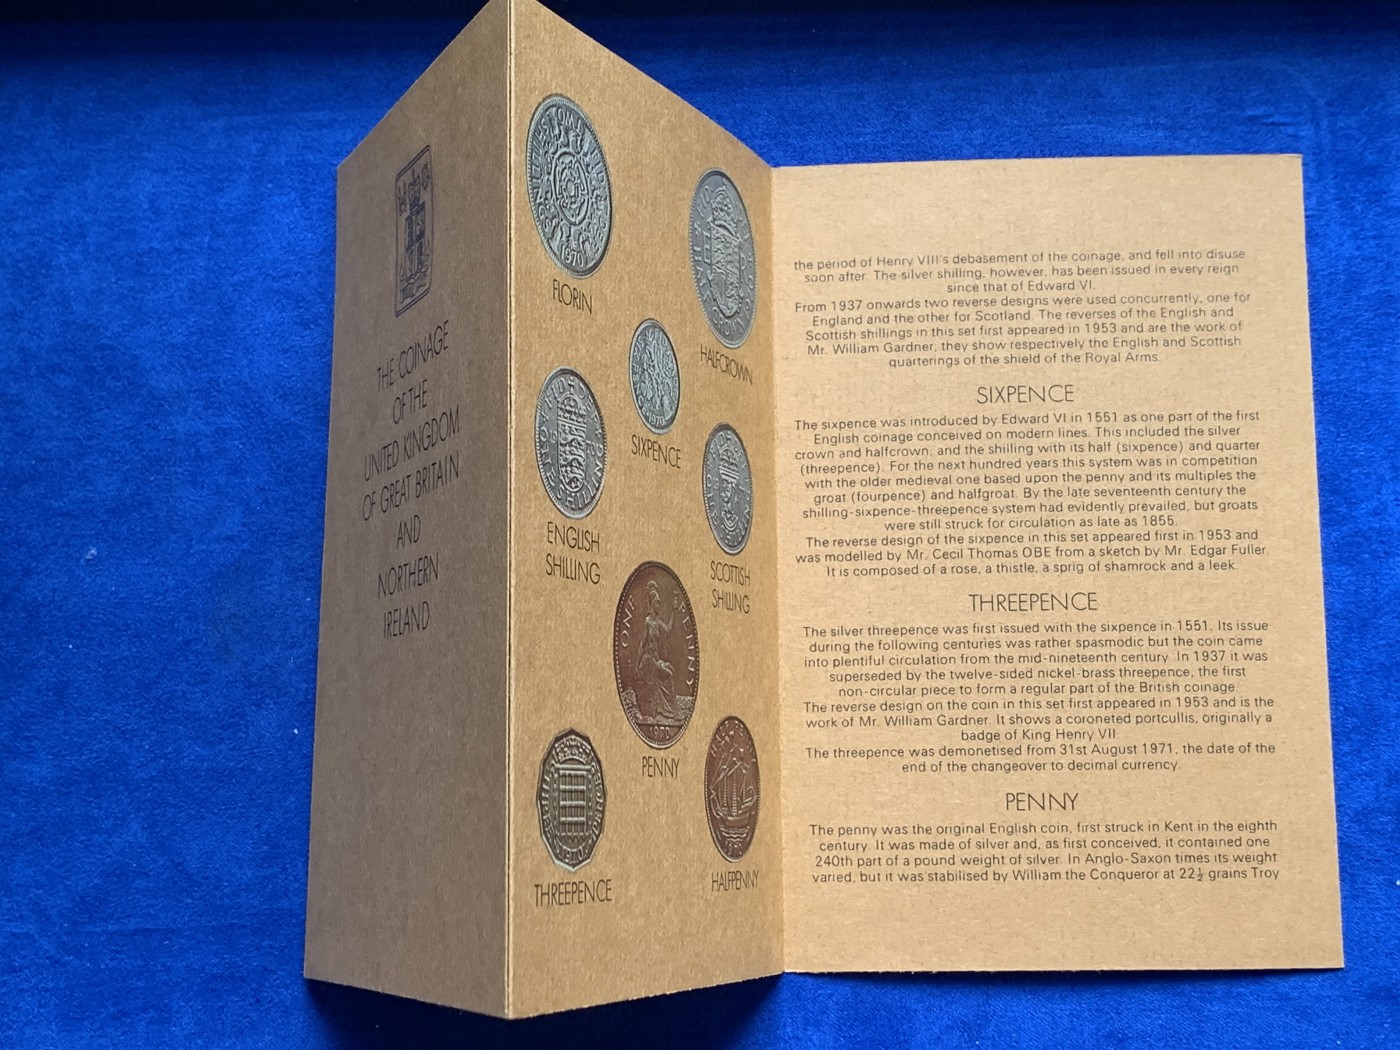 THE COINAGE
OF THE
UNITED KINGDOM
OF GREAT BRITAIN
AND
NORTHERN
IRELAND
1970
FLORIN
HALFCROWN
1970
SIXPENCE
ENGLISH
SHILLING
SCOTTISH
SHILLING
ONE PENNY
1970
PENNY
1970
THREEPENCE
HALFPENNY
the period of Henry VIII's debasement of the coinage, and fell into disuse
soon after. The silver shilling, however, has been issued in every reign
since that of Edward VI.
From 1937 onwards two reverse designs were used concurrently, one for
England and the other for Scotland. The reverses of the English and
Scottish shillings in this set first appeared in 1953 and are the work of
Mr. William Gardner; they show respectively the English and Scottish
quarterings of the shield of the Royal Arms.
SIXPENCE
The sixpence was introduced by Edward VI in 1551 as one part of the first
English coinage conceived on modern lines. This included the silver
crown and halfcrown, and the shilling with its half (sixpence) and quarter
(threepence). For the next hundred years this system was in competition
with the older medieval one based upon the penny and its multiples the
groat (fourpence) and halfgroat. By the late seventeenth century the
shilling-sixpence-threepence system had evidently prevailed, but groats
were still struck for circulation as late as 1855.
The reverse design of the sixpence in this set appeared first in 1953 and
was modelled by Mr. Cecil Thomas OBE from a sketch by Mr. Edgar Fuller.
It is composed of a rose, a thistle, a sprig of shamrock and a leek.
THREEPENCE
The silver threepence was first issued with the sixpence in 1551. Its issue
during the following centuries was rather spasmodic but the coin came
into plentiful circulation from the mid-nineteenth century. In 1937 it was
superseded by the twelve-sided nickel-brass threepence, the first
non-circular piece to form a regular part of the British coinage.
The reverse design on the coin in this set first appeared in 1953 and is the
work of Mr. William Gardner. It shows a coroneted portcullis, originally a
badge of King Henry VII.
The threepence was demonetised from 31st August 1971, the date of the
end of the changeover to decimal currency.
PENNY
The penny was the original English coin, first struck in Kent in the eighth
century. It was made of silver and, as first conceived, it contained one
240th part of a pound weight of silver. In Anglo-Saxon times its weight
varied, but it was stabilised by William the Conqueror at 22½ grains Troy